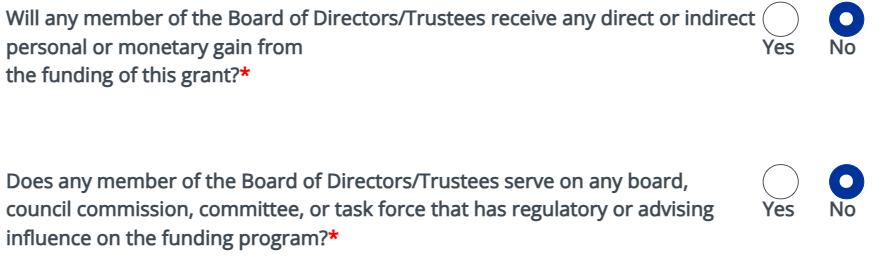 Will any member of the Board of Directors/Trustees receive any direct or indirect
personal or monetary gain from
the funding of this grant?*
Yes No
Does any member of the Board of Directors/Trustees serve on any board,
council commission, committee, or task force that has regulatory or advising
influence on the funding program?*
Yes No